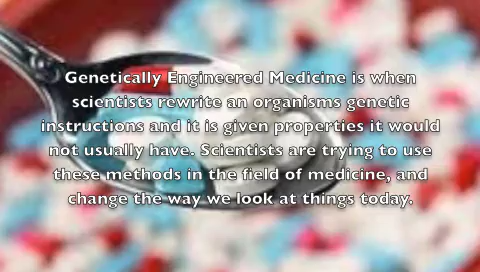 Genetically Engineered Medicine is when
scientists rewrite an organisms genetic
instructions and it is given properties it would
not usually have. Scientists are trying to use
these methods in the field of medicine, and
change the way we look at things today.